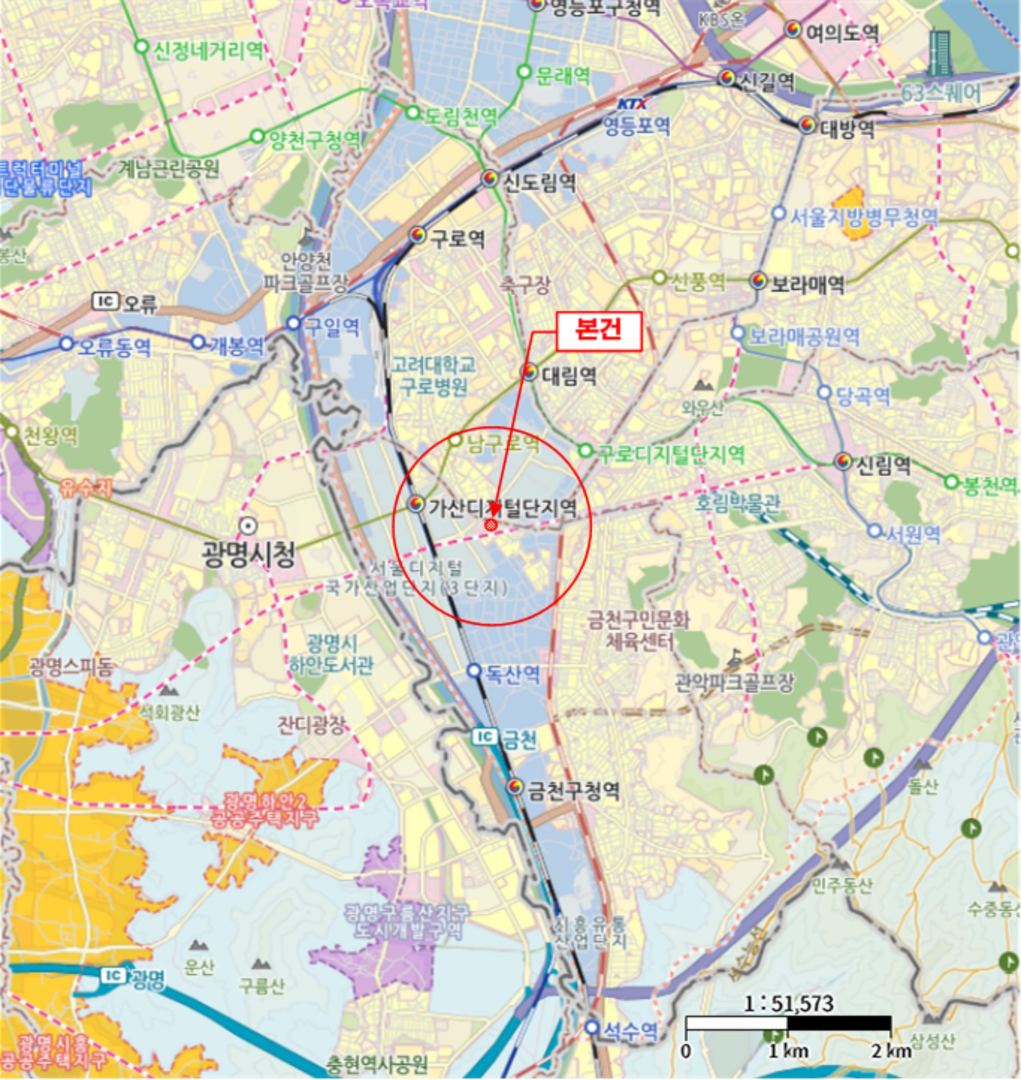 영등포구청역
KBS온
여의도역
신정네거리역
문래역
신길역
63스퀘어
KTX
영등포역
도림천역
대방역
양천구청역
계남근린공원
신도림역
서울지방병무청역
구로역
안양천
파크골프장
축구장
신풍역
보라매역
IC 오류
구일역
본건
보라매공원역
오류동역
개봉역
고려대학교
구로병원
대림역
당곡역
와우산
천왕역
남구로역
구로디지털단지역
신림역
유수지
봉천역
가산디지털단지역
호림박물관
서원역
광명시청
서울디지털
국가산업단지(3단지)
금천구민문화
체육센터
광명시
하안도서관
광명스피돔
독산역
관악파크골프장
석회광산
잔디광장
IC 금천
돌산
금천구청역
광명하안2
공공주택지구
민주동산
수중동산
광명구름산지구
도시개발구역
시흥유통
산업단지
운산
구름산
IC 광명
1:51,573
석수역
삼성산
0 1 km 2 km
광명시흥
공공주택지구
충현역사공원